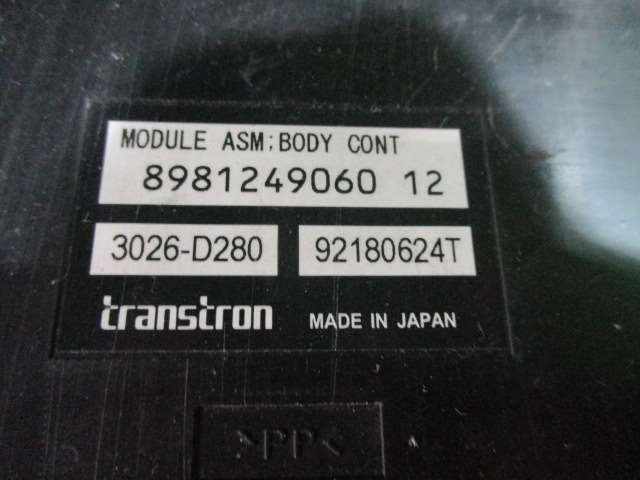 MODULE ASM:BODY CONT
8981249060 12
3026-D280 92180624T
transtron MADE IN JAPAN
>PP<